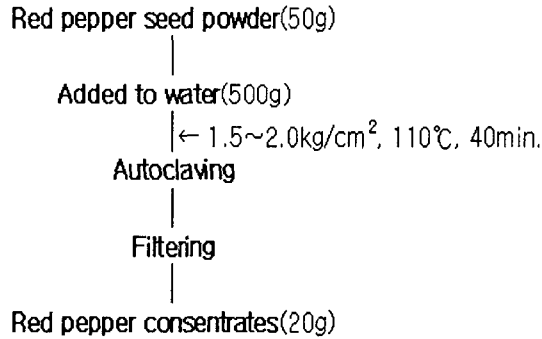 Red pepper seed powder(50g)
Added to water(500g)
← 1.5~2.0kg/cm², 110℃, 40min.
Autoclaving
Filtering
Red pepper consentrates(20g)